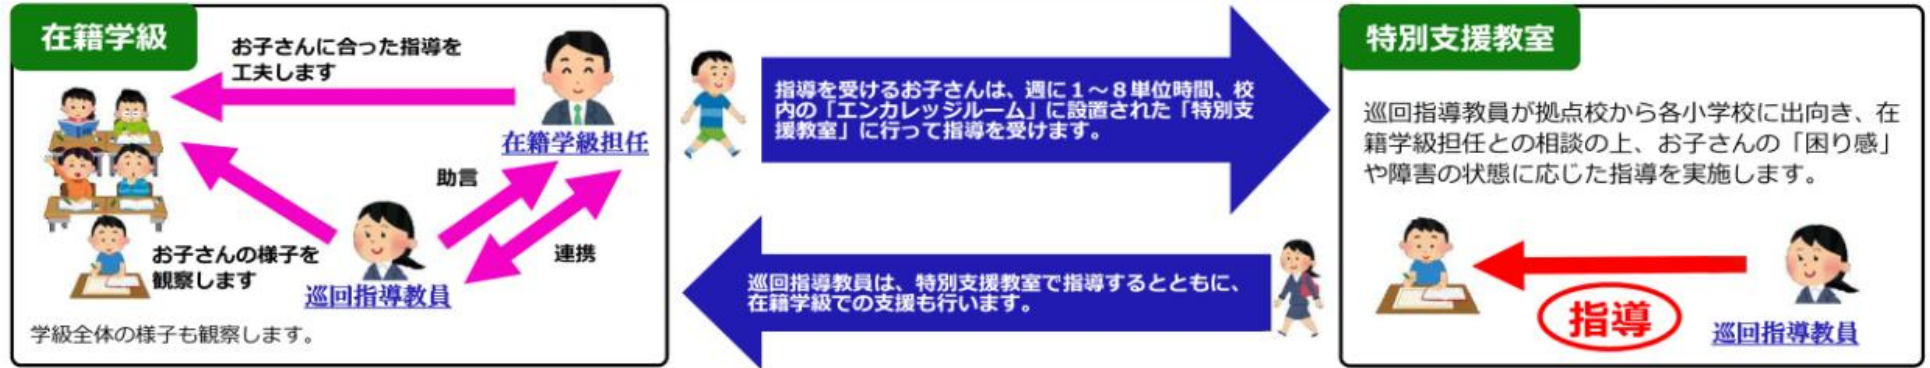 在籍学級
お子さんに合った指導を
工夫します
在籍学級担任
助言
連携
お子さんの様子を
観察します
巡回指導教員
学級全体の様子も観察します。
指導を受けるお子さんは、週に１～８単位時間、校
内の「エンカレッジルーム」に設置された「特別支
援教室」に行って指導を受けます。
巡回指導教員は、特別支援教室で指導するとともに、
在籍学級での支援も行います。
特別支援教室
巡回指導教員が拠点校から各小学校に出向き、在
籍学級担任との相談の上、お子さんの「困り感」
や障害の状態に応じた指導を実施します。
指導
巡回指導教員